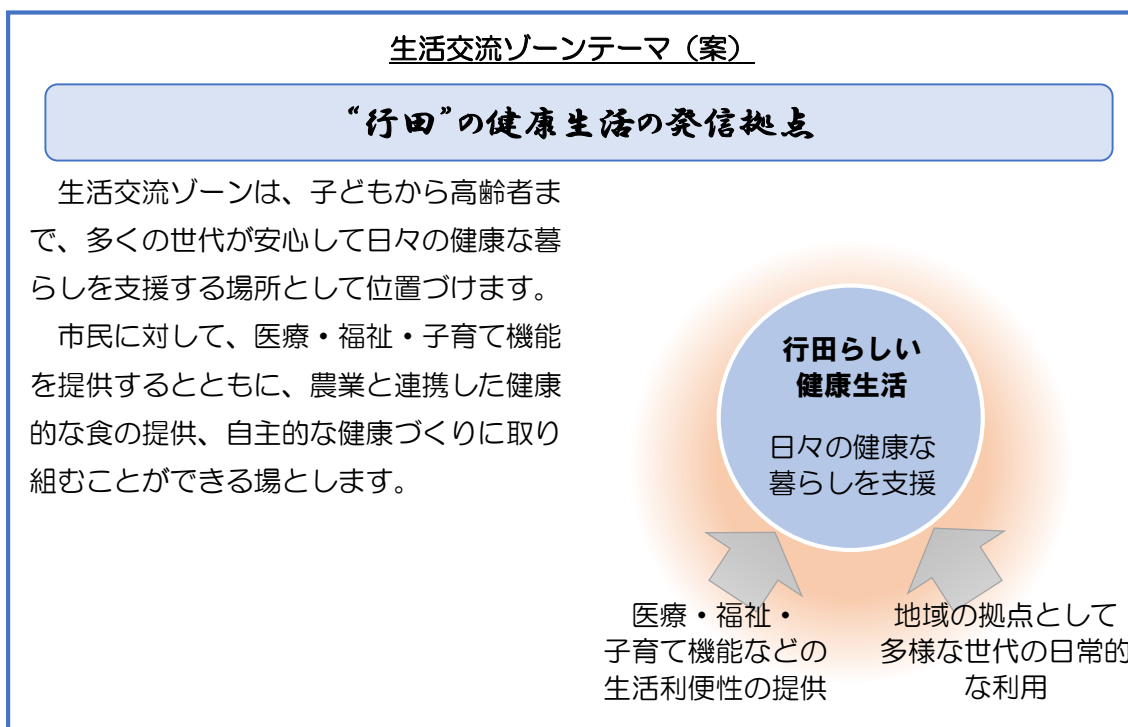 生活交流ゾーンテーマ（案）
“行田”の健康生活の発信拠点
　生活交流ゾーンは、子どもから高齢者ま
で、多くの世代が安心して日々の健康な暮
らしを支援する場所として位置づけます。
　市民に対して、医療・福祉・子育て機能
を提供するとともに、農業と連携した健康
的な食の提供、自主的な健康づくりに取り
組むことができる場とします。
行田らしい
健康生活
日々の健康な
暮らしを支援
医療・福祉・
子育て機能などの
生活利便性の提供
地域の拠点として
多様な世代の日常的
な利用